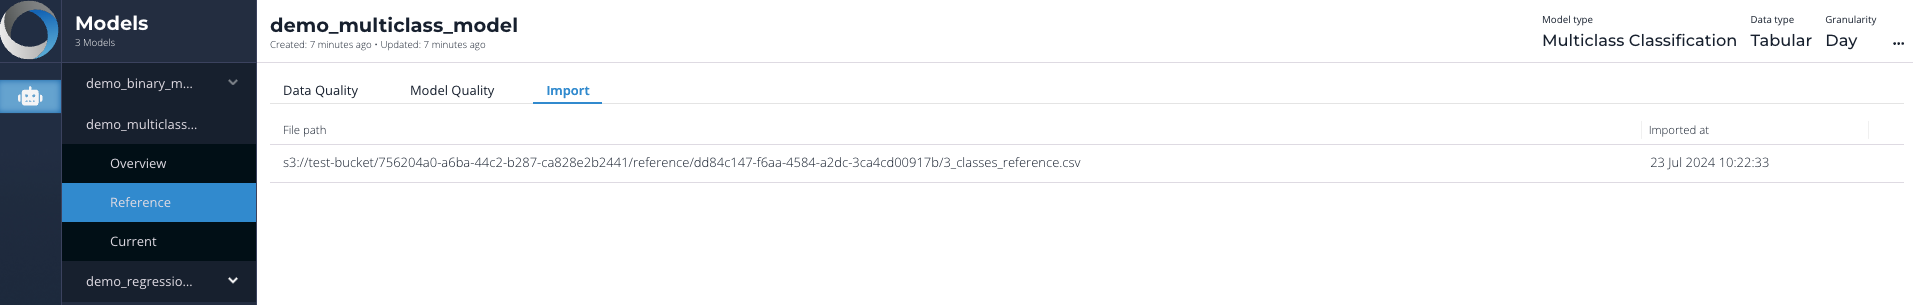 Models
3 Models
demo_binary_m...
demo_multiclass...
Overview
Reference
Current
demo_regressio...
demo_multiclass_model
Created: 7 minutes ago • Updated: 7 minutes ago
Model type
Multiclass Classification
Data type
Tabular
Granularity
Day
...
Data Quality
Model Quality
Import
File path
Imported at
s3://test-bucket/756204a0-a6ba-44c2-b287-ca828e2b2441/reference/dd84c147-f6aa-4584-a2dc-3ca4cd00917b/3_classes_reference.csv
23 Jul 2024 10:22:33